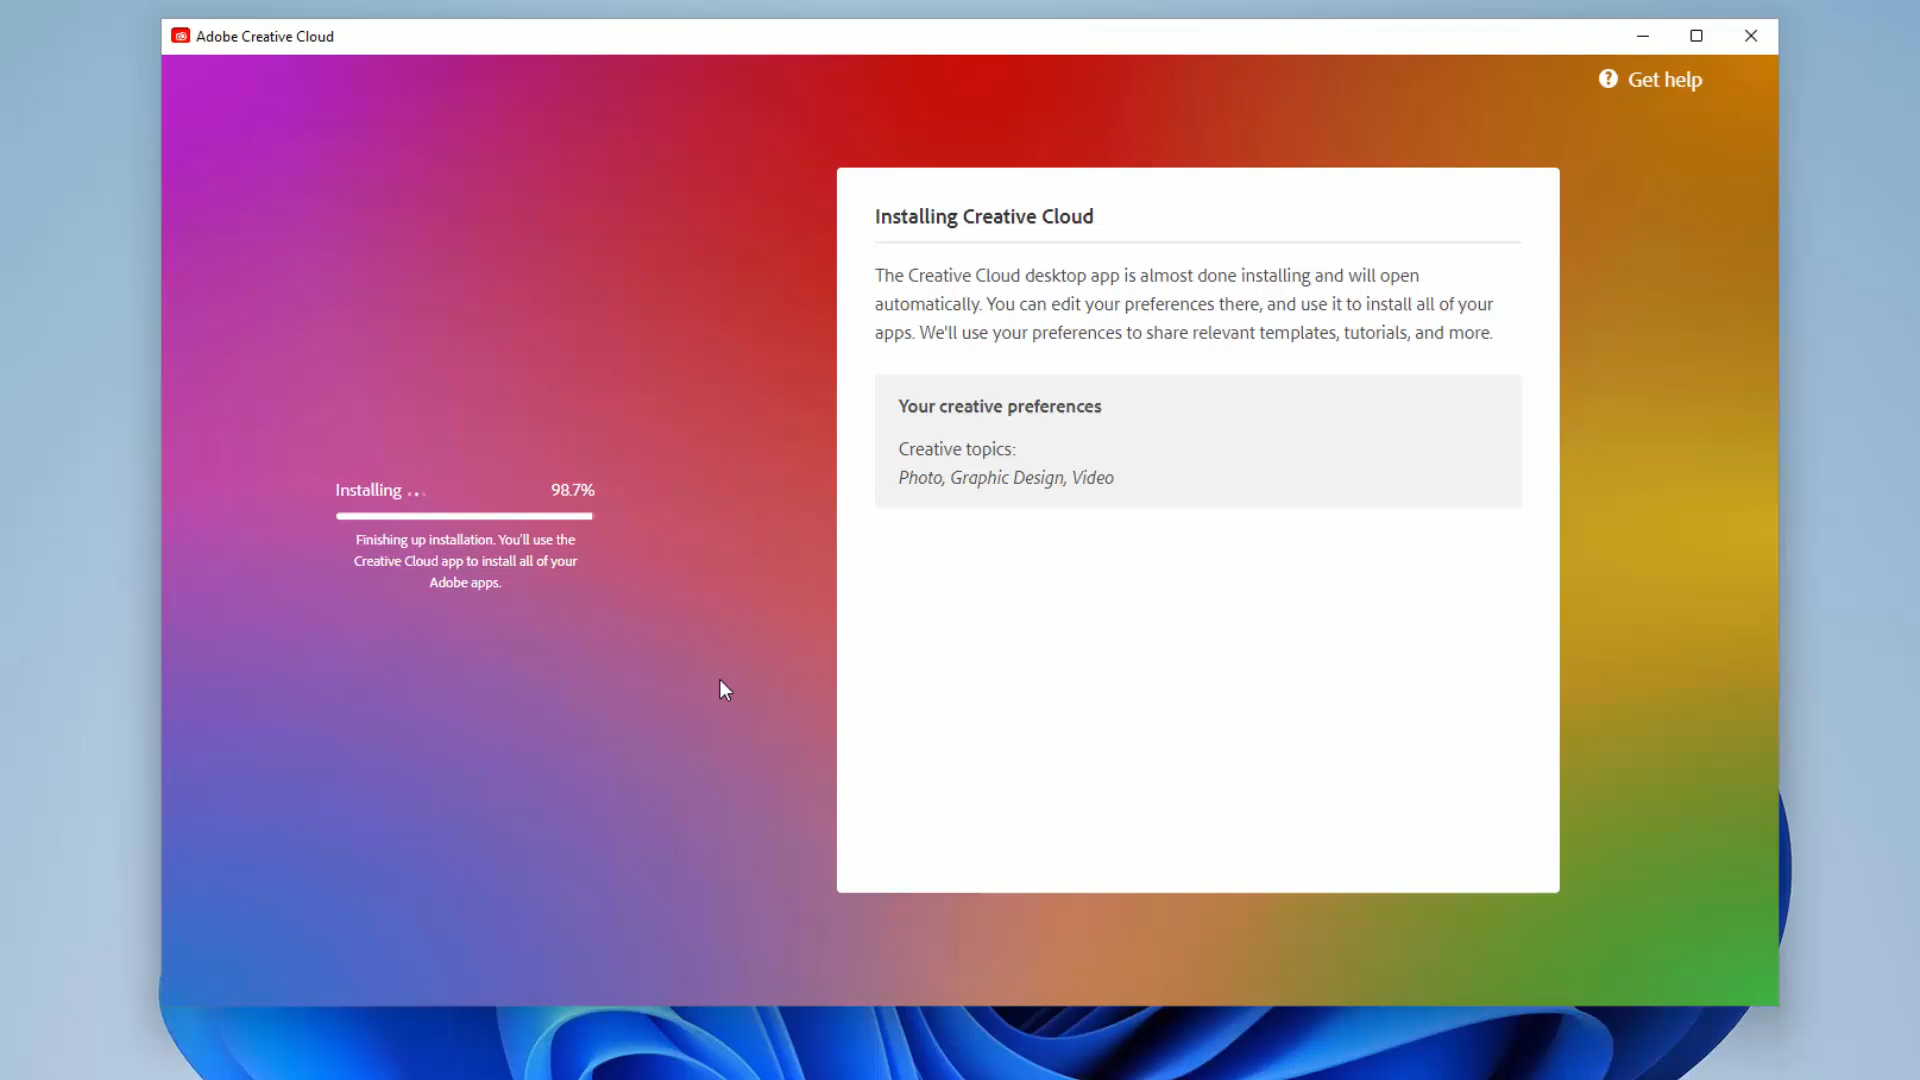 Adobe Creative Cloud
Get help
Installing ...
98.7%
Finishing up installation. You'll use the
Creative Cloud app to install all of your
Adobe apps.
Installing Creative Cloud
The Creative Cloud desktop app is almost done installing and will open
automatically. You can edit your preferences there, and use it to install all of your
apps. We'll use your preferences to share relevant templates, tutorials, and more.
Your creative preferences
Creative topics:
Photo, Graphic Design, Video